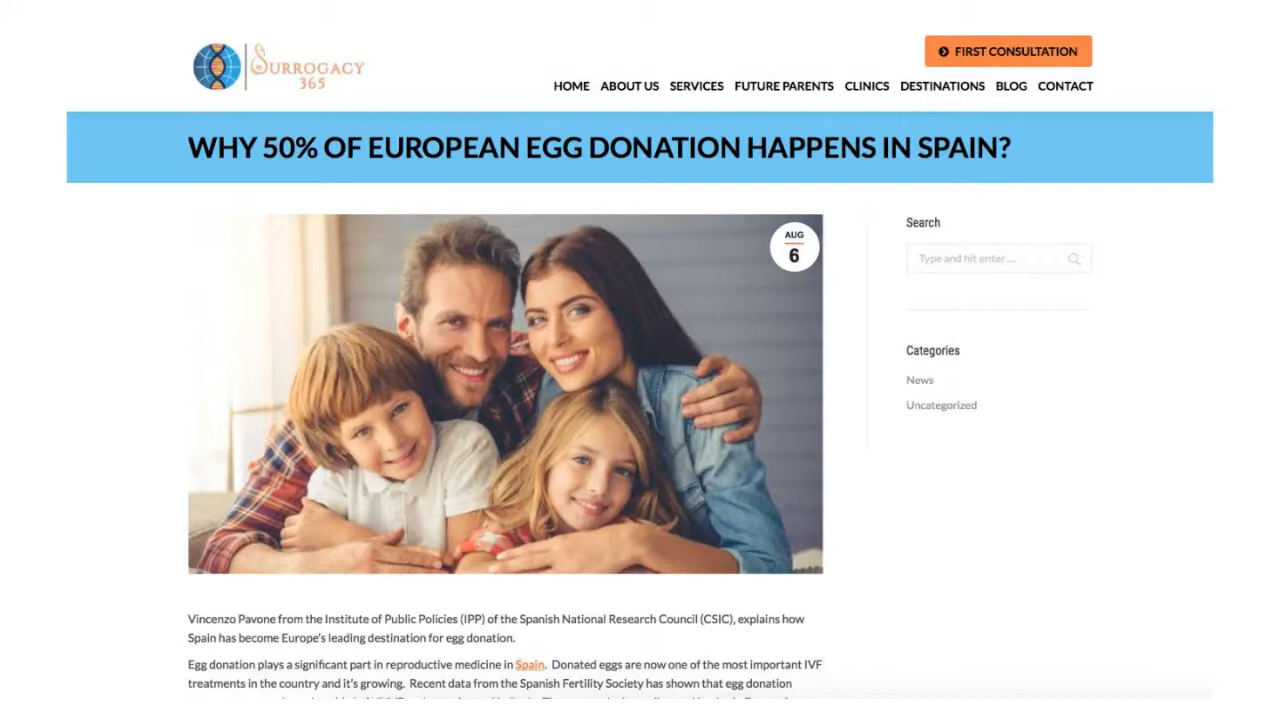 SURROGACY
365
FIRST CONSULTATION
HOME ABOUT US SERVICES FUTURE PARENTS CLINICS DESTINATIONS BLOG CONTACT
WHY 50% OF EUROPEAN EGG DONATION HAPPENS IN SPAIN?
AUG
6
Search
Type and hit enter ...
Categories
News
Uncategorized
Vincenzo Pavone from the Institute of Public Policies (IPP) of the Spanish National Research Council (CSIC), explains how
Spain has become Europe's leading destination for egg donation.
Egg donation plays a significant part in reproductive medicine in Spain. Donated eggs are now one of the most important IVF
treatments in the country and it's growing. Recent data from the Spanish Fertility Society has shown that egg donation